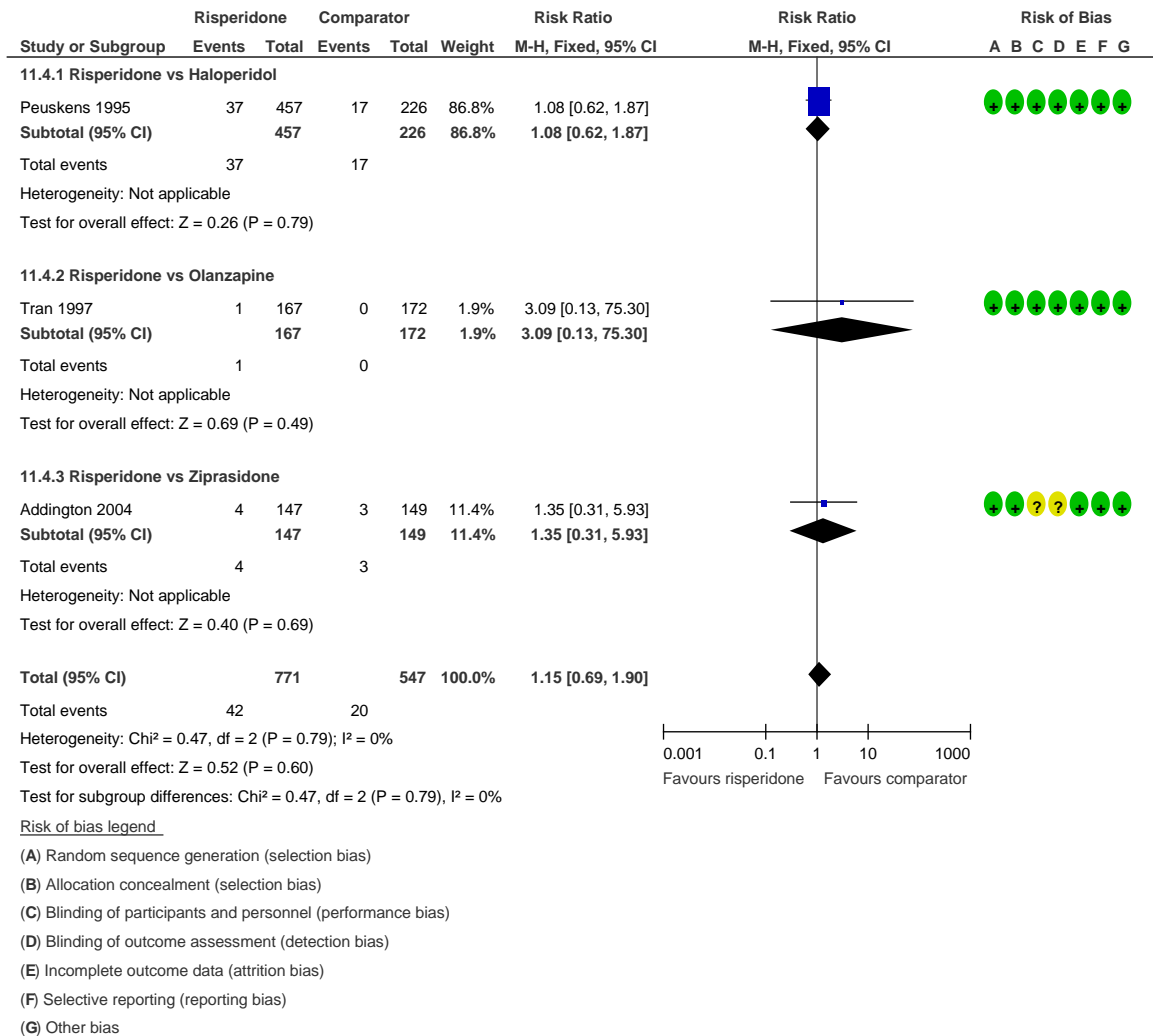 Risperidone Comparator Risk Ratio Risk Ratio Risk of Bias
Study or Subgroup Events Total Events Total Weight M-H, Fixed, 95% CI M-H, Fixed, 95% CI A B C D E F G
11.4.1 Risperidone vs Haloperidol
Peuskens 1995 37 457 17 226 86.8% 1.08 [0.62, 1.87] + + + + + + +
Subtotal (95% CI) 457 226 86.8% 1.08 [0.62, 1.87]
Total events 37 17
Heterogeneity: Not applicable
Test for overall effect: Z = 0.26 (P = 0.79)
11.4.2 Risperidone vs Olanzapine
Tran 1997 1 167 0 172 1.9% 3.09 [0.13, 75.30] + + + + + + +
Subtotal (95% CI) 167 172 1.9% 3.09 [0.13, 75.30]
Total events 1 0
Heterogeneity: Not applicable
Test for overall effect: Z = 0.69 (P = 0.49)
11.4.3 Risperidone vs Ziprasidone
Addington 2004 4 147 3 149 11.4% 1.35 [0.31, 5.93] + + ? ? + + +
Subtotal (95% CI) 147 149 11.4% 1.35 [0.31, 5.93]
Total events 4 3
Heterogeneity: Not applicable
Test for overall effect: Z = 0.40 (P = 0.69)
Total (95% CI) 771 547 100.0% 1.15 [0.69, 1.90]
Total events 42 20
Heterogeneity: Chi² = 0.47, df = 2 (P = 0.79); I² = 0%
Test for overall effect: Z = 0.52 (P = 0.60)
Test for subgroup differences: Chi² = 0.47, df = 2 (P = 0.79), I² = 0%
0.001 0.1 1 10 1000
Favours risperidone Favours comparator
Risk of bias legend
(A) Random sequence generation (selection bias)
(B) Allocation concealment (selection bias)
(C) Blinding of participants and personnel (performance bias)
(D) Blinding of outcome assessment (detection bias)
(E) Incomplete outcome data (attrition bias)
(F) Selective reporting (reporting bias)
(G) Other bias